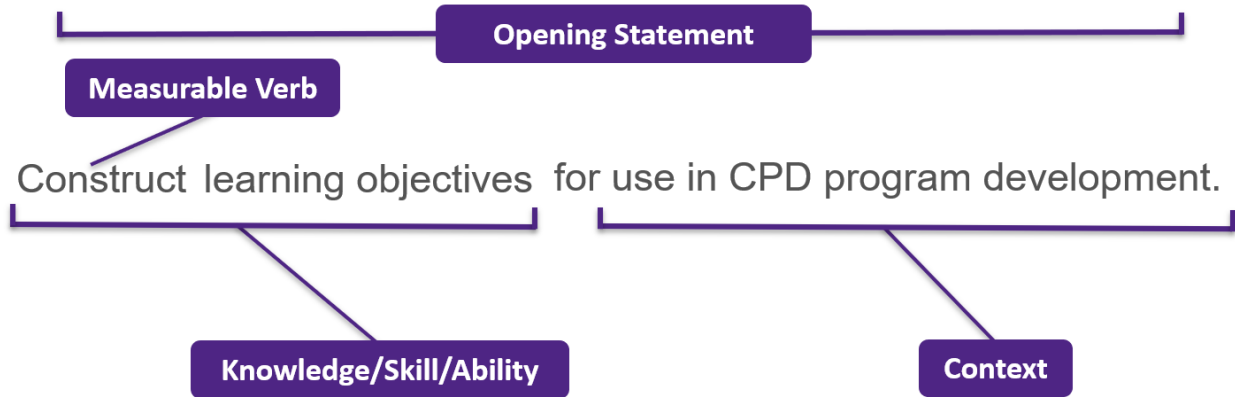 Opening Statement
Measurable Verb
Construct learning objectives for use in CPD program development.
Knowledge/Skill/Ability
Context